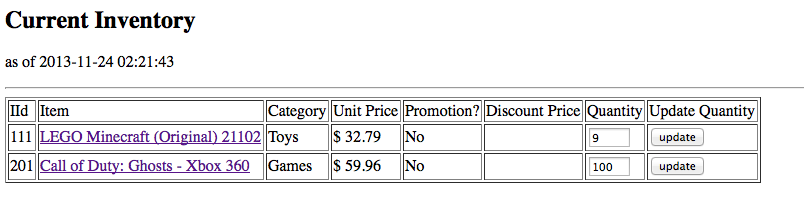 Current Inventory
as of 2013-11-24 02:21:43
IId Item Category Unit Price Promotion? Discount Price Quantity Update Quantity
111 LEGO Minecraft (Original) 21102 Toys $ 32.79 No 9 update
201 Call of Duty: Ghosts - Xbox 360 Games $ 59.96 No 100 update